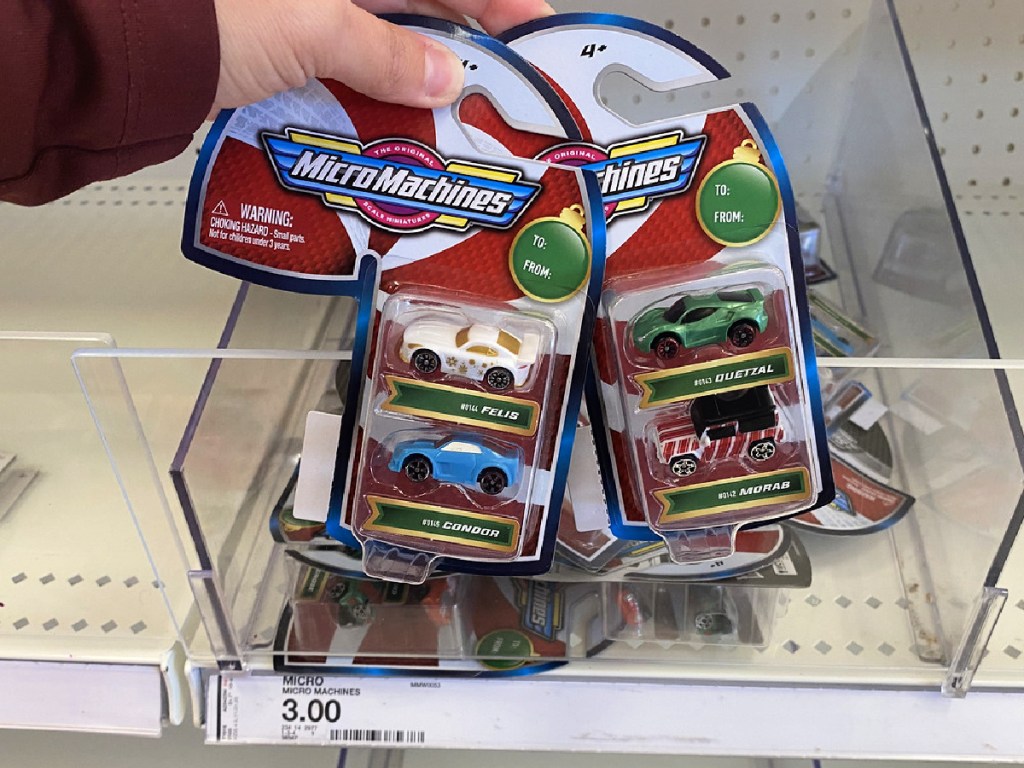 4+
THE ORIGINAL
MicroMachines
SCALE MINIATURES
WARNING:
CHOKING HAZARD - Small parts.
Not for children under 3 years.
TO:
FROM:
#0144 FELIS
#0145 CONDOR
4+
ORIGINAL
hines
TO:
FROM:
#0143 QUETZAL
#0142 MORAB
MICRO
MICRO MACHINES
3.00